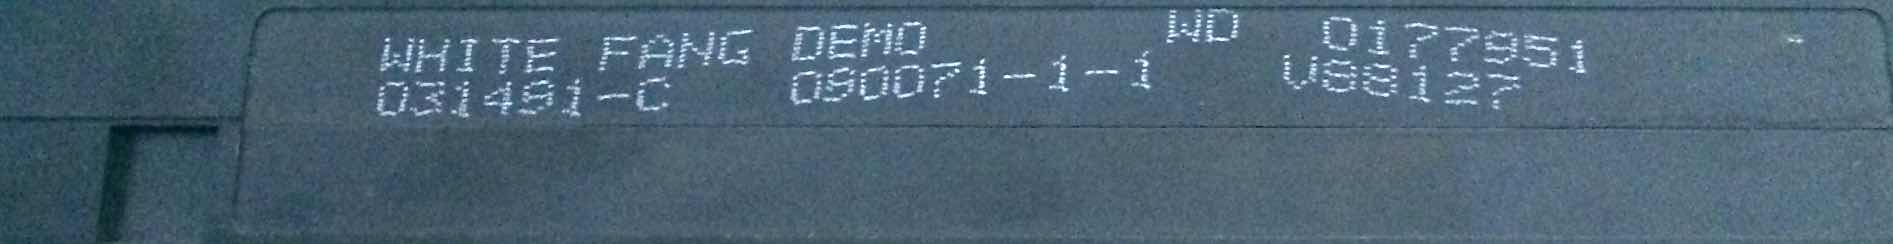 WHITE FANG DEMO WD 0177951
031491-C 090071-1-1 V88127